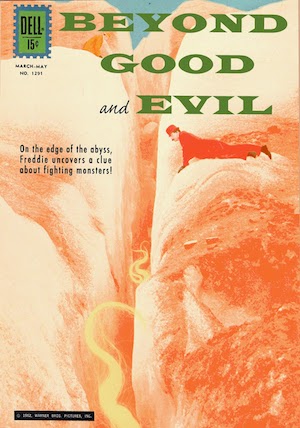 DELL
15¢
MARCH-MAY
NO. 1291
BEYOND
GOOD
and EVIL
On the edge of the abyss,
Freddie uncovers a clue
about fighting monsters!
© 1962, WARNER BROS. PICTURES, INC.